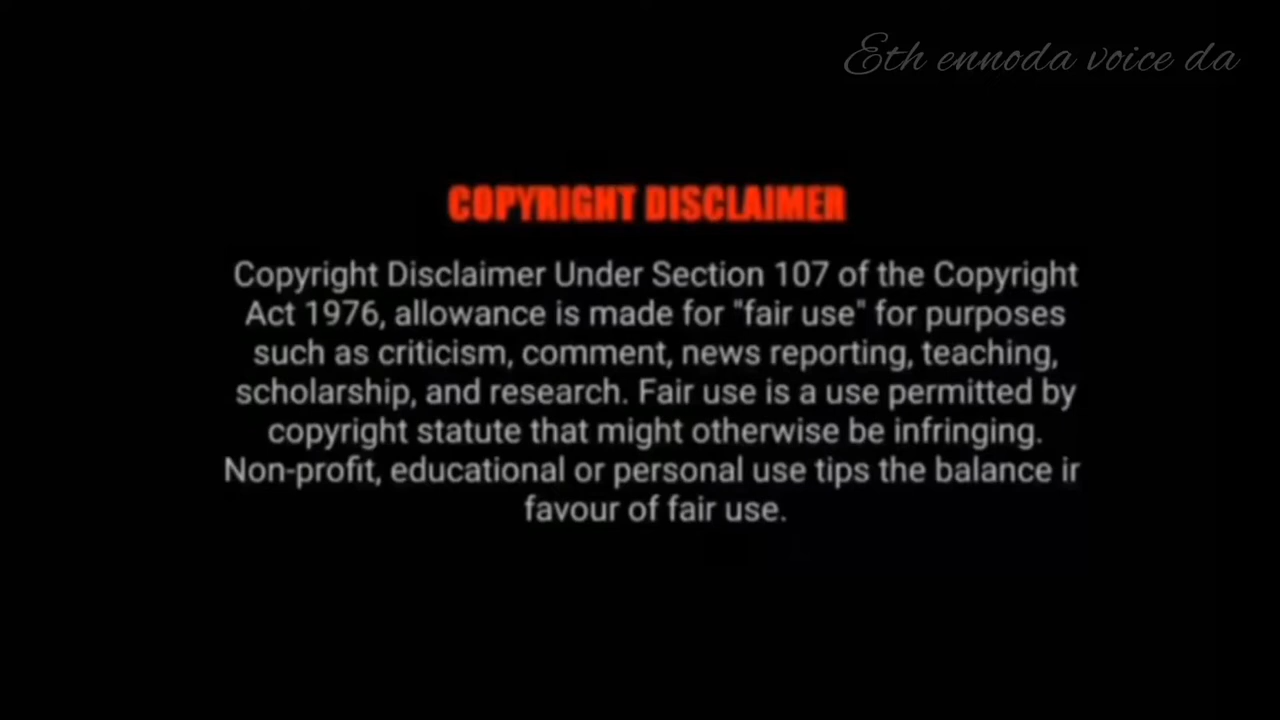 Eth ennoda voice da
COPYRIGHT DISCLAIMER
Copyright Disclaimer Under Section 107 of the Copyright
Act 1976, allowance is made for "fair use" for purposes
such as criticism, comment, news reporting, teaching,
scholarship, and research. Fair use is a use permitted by
copyright statute that might otherwise be infringing.
Non-profit, educational or personal use tips the balance ir
favour of fair use.